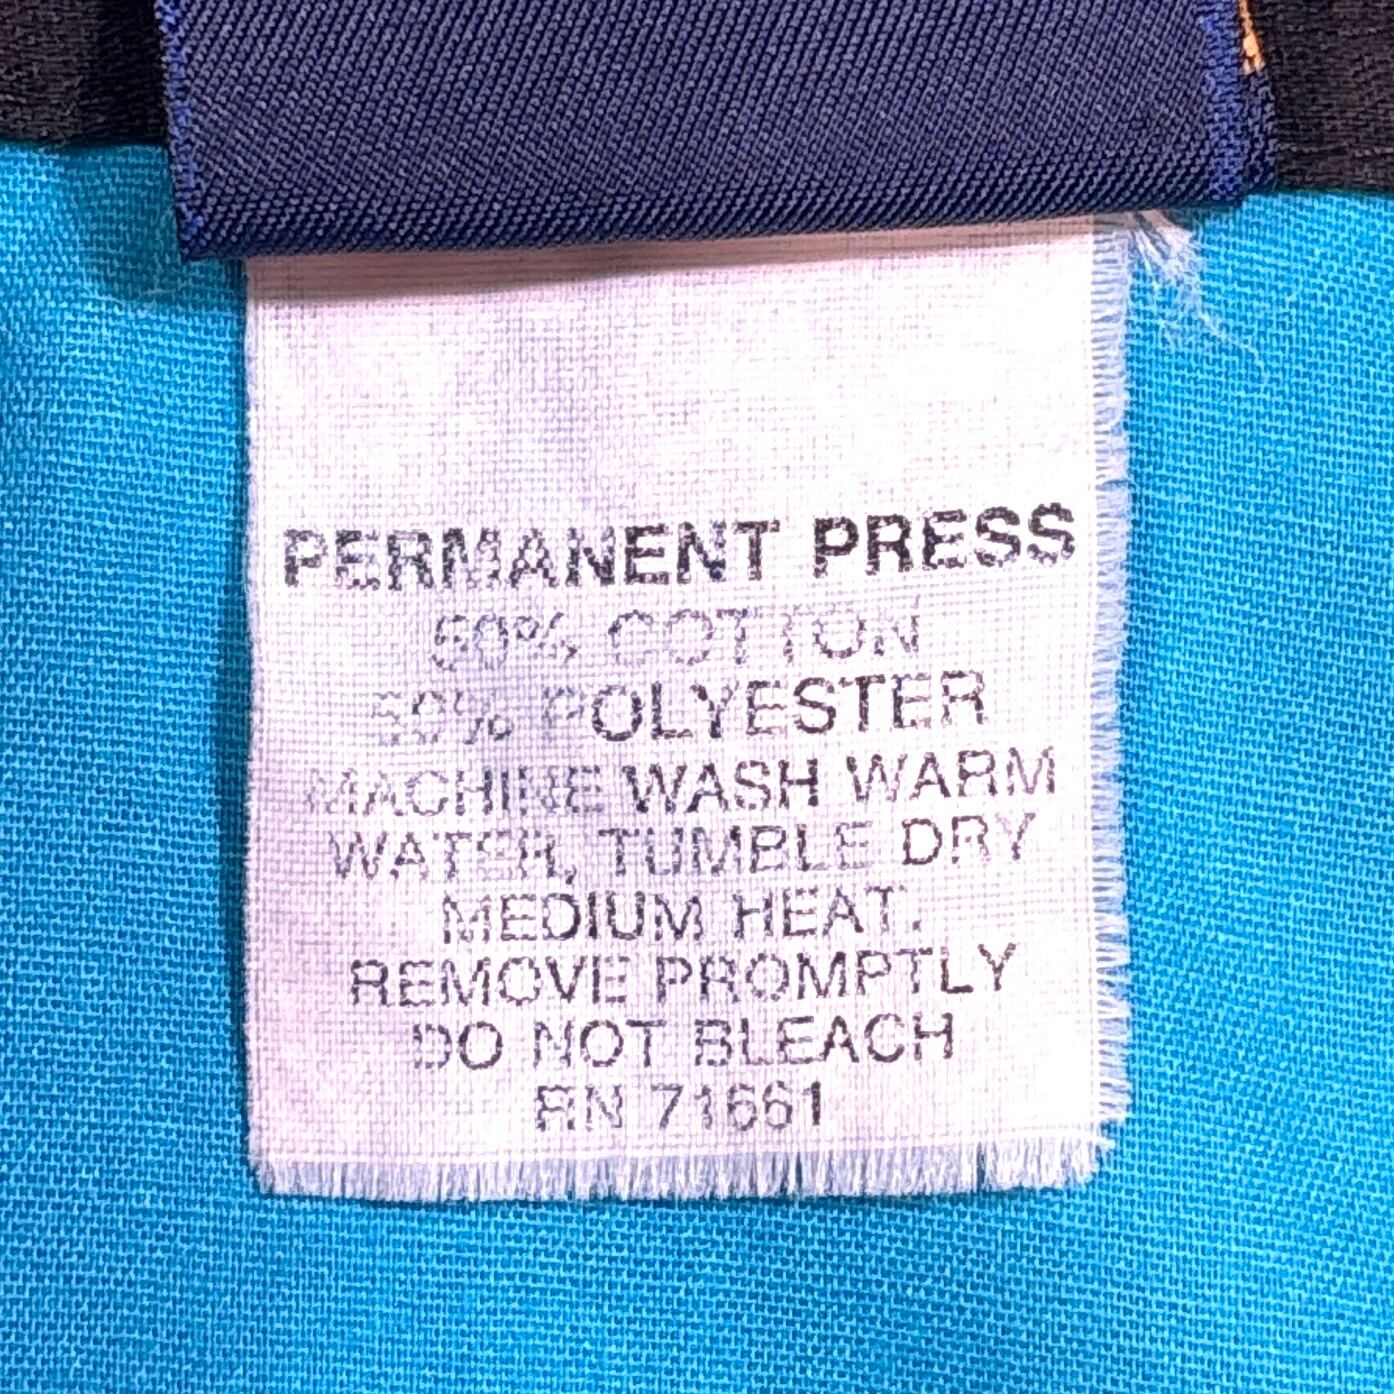 PERMANENT PRESS
50% COTTON
50% POLYESTER
MACHINE WASH WARM
WATER, TUMBLE DRY
MEDIUM HEAT.
REMOVE PROMPTLY
DO NOT BLEACH
RN 71661